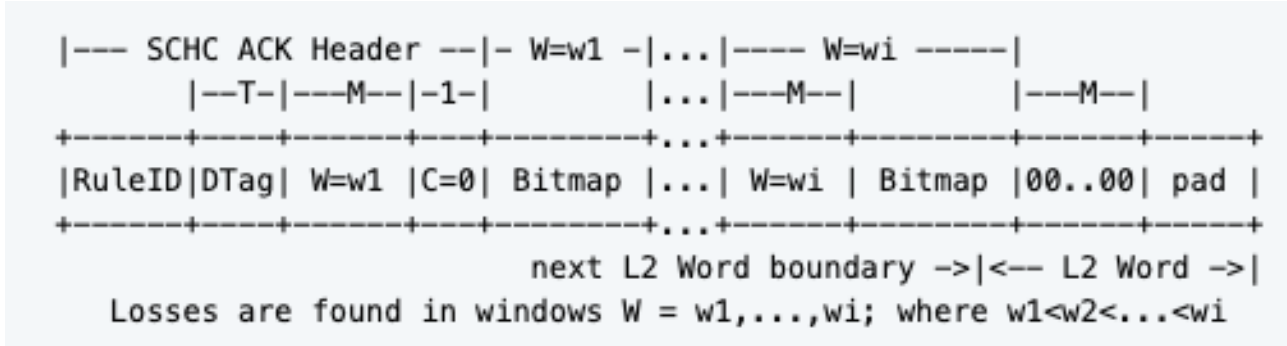 |--- SCHC ACK Header --|- W=w1 -|...|---- W=wi -----|
|--T-|---M--|-1-| |...|---M--| |---M--|
+------+----+------+---+--------+...+------+--------+------+-----+
|RuleID|DTag| W=w1 |C=0| Bitmap |...| W=wi | Bitmap |00..00| pad |
+------+----+------+---+--------+...+------+--------+------+-----+
next L2 Word boundary ->|<-- L2 Word ->|
Losses are found in windows W = w1,...,wi; where w1<w2<...<wi